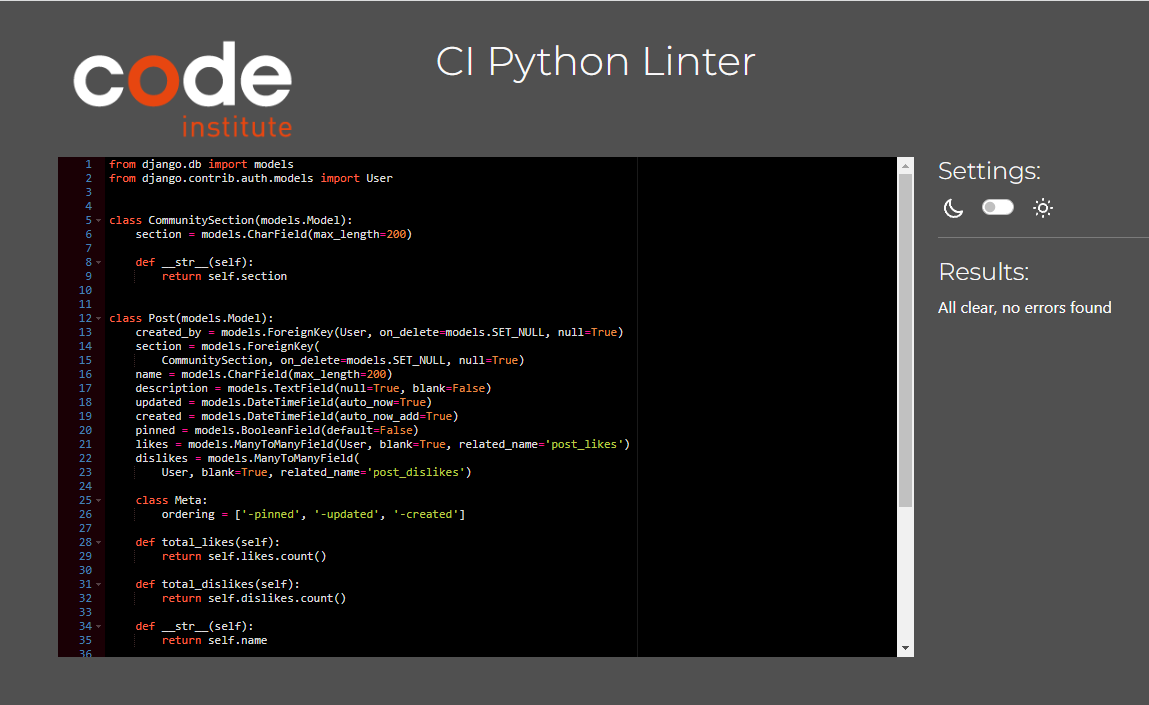 code
institute
CI Python Linter
1 from django.db import models
2 from django.contrib.auth.models import User
3
4
5 class CommunitySection(models.Model):
6     section = models.CharField(max_length=200)
7
8     def __str__(self):
9         return self.section
10
11
12 class Post(models.Model):
13     created_by = models.ForeignKey(User, on_delete=models.SET_NULL, null=True)
14     section = models.ForeignKey(
15         CommunitySection, on_delete=models.SET_NULL, null=True)
16     name = models.CharField(max_length=200)
17     description = models.TextField(null=True, blank=False)
18     updated = models.DateTimeField(auto_now=True)
19     created = models.DateTimeField(auto_now_add=True)
20     pinned = models.BooleanField(default=False)
21     likes = models.ManyToManyField(User, blank=True, related_name='post_likes')
22     dislikes = models.ManyToManyField(
23         User, blank=True, related_name='post_dislikes')
24
25     class Meta:
26         ordering = ['-pinned', '-updated', '-created']
27
28     def total_likes(self):
29         return self.likes.count()
30
31     def total_dislikes(self):
32         return self.dislikes.count()
33
34     def __str__(self):
35         return self.name
36
Settings:
Results:
All clear, no errors found